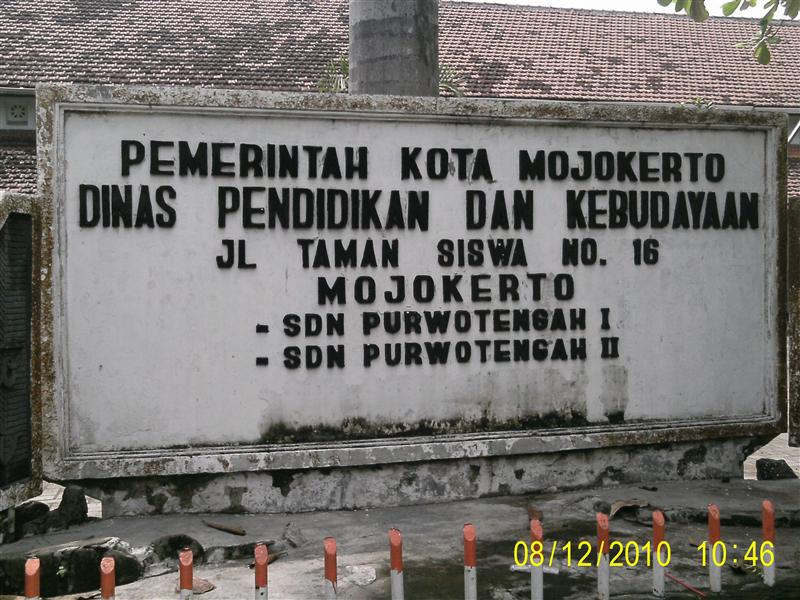 PEMERINTAH KOTA MOJOKERTO
DINAS PENDIDIKAN DAN KEBUDAYAAN
JL TAMAN SISWA NO. 16
MOJOKERTO
- SDN PURWOTENGAH I
- SDN PURWOTENGAH II
08/12/2010 10:46